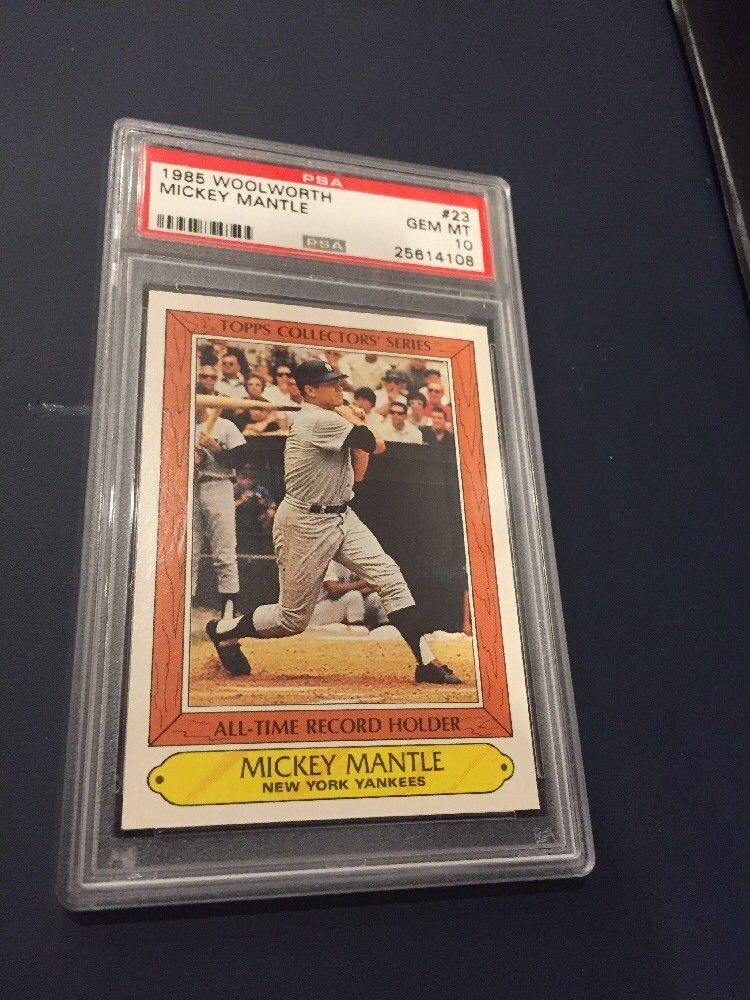 PSA
1985 WOOLWORTH #23
MICKEY MANTLE GEM MT
10
PSA 25614108
TOPPS COLLECTORS' SERIES
ALL-TIME RECORD HOLDER
MICKEY MANTLE
NEW YORK YANKEES